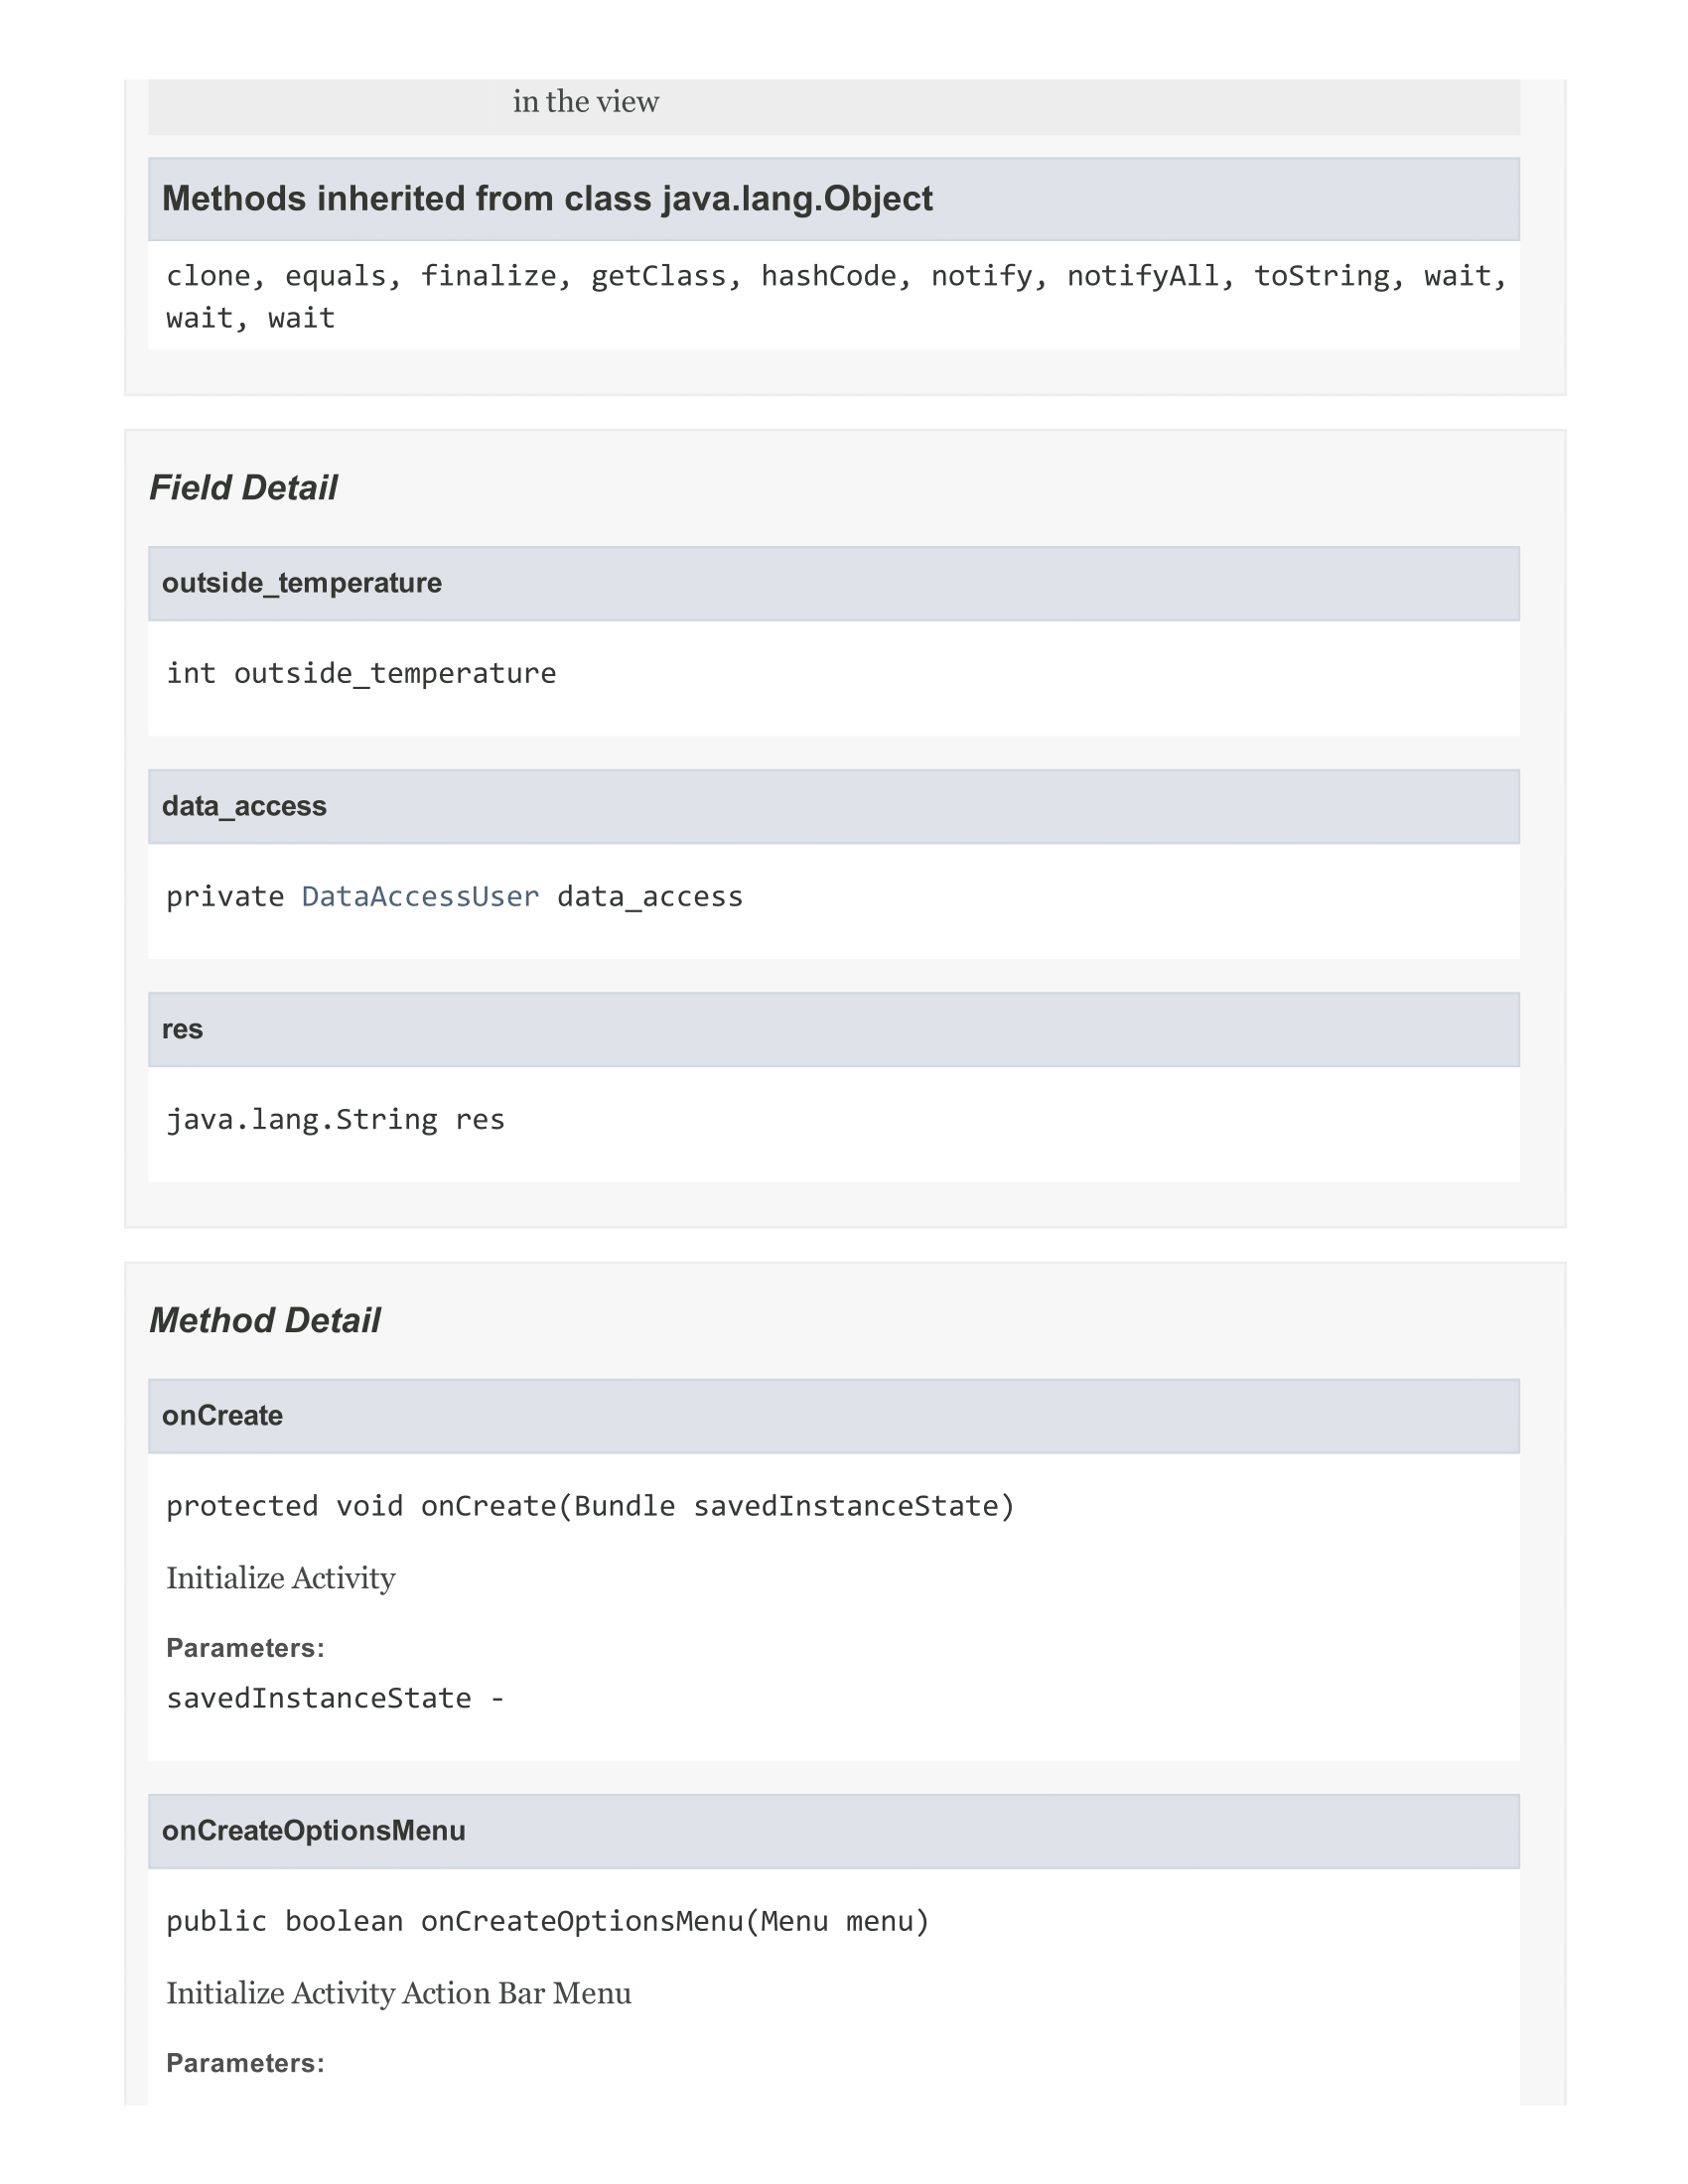 in the view
Methods inherited from class java.lang.Object
clone, equals, finalize, getClass, hashCode, notify, notifyAll, toString, wait,
wait, wait
Field Detail
outside_temperature
int outside_temperature
data_access
private DataAccessUser data_access
res
java.lang.String res
Method Detail
onCreate
protected void onCreate(Bundle savedInstanceState)
Initialize Activity
Parameters:
savedInstanceState -
onCreateOptionsMenu
public boolean onCreateOptionsMenu(Menu menu)
Initialize Activity Action Bar Menu
Parameters: